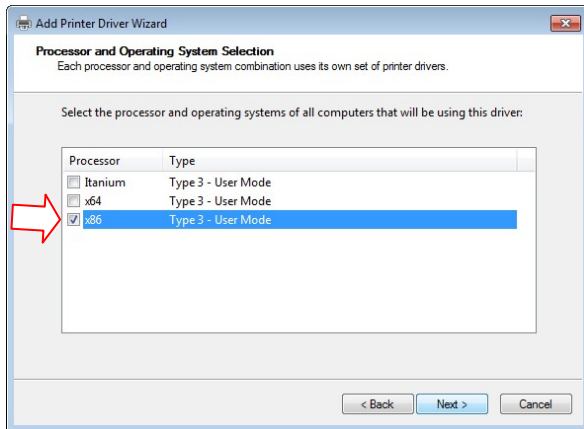 Add Printer Driver Wizard
Processor and Operating System Selection
Each processor and operating system combination uses its own set of printer drivers.
Select the processor and operating systems of all computers that will be using this driver:
Processor Type
Itanium Type 3 - User Mode
x64 Type 3 - User Mode
x86 Type 3 - User Mode
< Back Next > Cancel